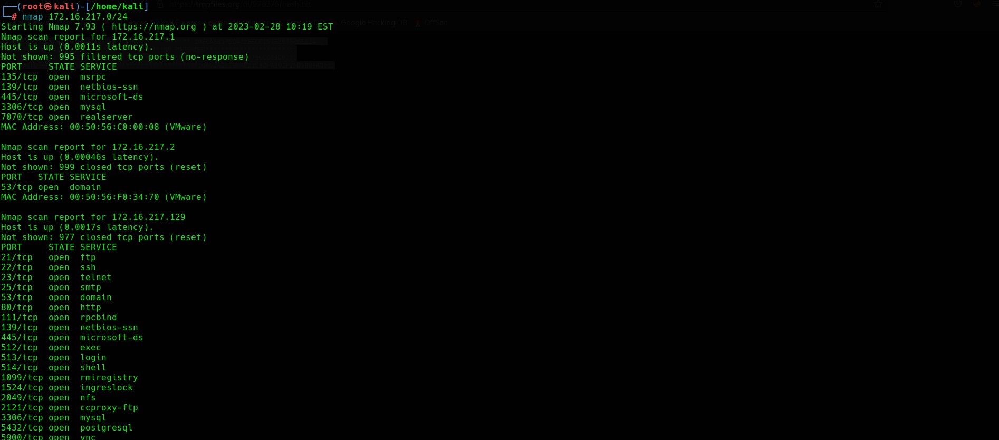 https://tmpfiles.org
┌──(root㉿kali)-[/home/kali]
└─# nmap 172.16.217.0/24
Google Hacking DB OffSec
Starting Nmap 7.93 ( https://nmap.org ) at 2023-02-28 10:19 EST
Nmap scan report for 172.16.217.1
Host is up (0.0011s latency).
Not shown: 995 filtered tcp ports (no-response)
PORT     STATE SERVICE
135/tcp  open  msrpc
139/tcp  open  netbios-ssn
445/tcp  open  microsoft-ds
3306/tcp open  mysql
7070/tcp open  realserver
MAC Address: 00:50:56:C0:00:08 (VMware)

Nmap scan report for 172.16.217.2
Host is up (0.00046s latency).
Not shown: 999 closed tcp ports (reset)
PORT   STATE SERVICE
53/tcp open  domain
MAC Address: 00:50:56:F0:34:70 (VMware)

Nmap scan report for 172.16.217.129
Host is up (0.0017s latency).
Not shown: 977 closed tcp ports (reset)
PORT     STATE SERVICE
21/tcp   open  ftp
22/tcp   open  ssh
23/tcp   open  telnet
25/tcp   open  smtp
53/tcp   open  domain
80/tcp   open  http
111/tcp  open  rpcbind
139/tcp  open  netbios-ssn
445/tcp  open  microsoft-ds
512/tcp  open  exec
513/tcp  open  login
514/tcp  open  shell
1099/tcp open  rmiregistry
1524/tcp open  ingreslock
2049/tcp open  nfs
2121/tcp open  ccproxy-ftp
3306/tcp open  mysql
5432/tcp open  postgresql
5900/tcp open  vnc